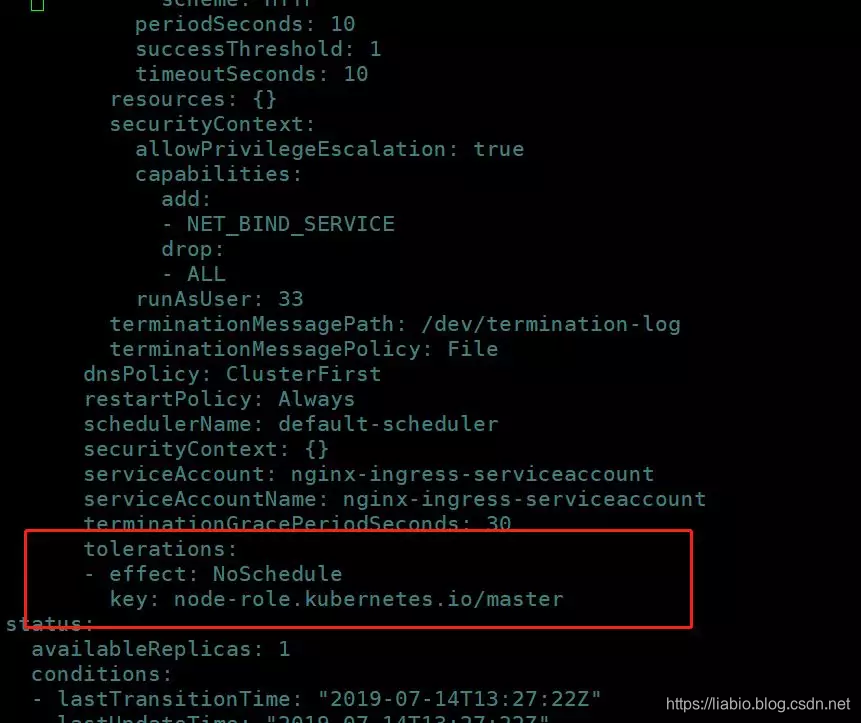 scheme: HTTP
periodSeconds: 10
successThreshold: 1
timeoutSeconds: 10
resources: {}
securityContext:
allowPrivilegeEscalation: true
capabilities:
add:
- NET_BIND_SERVICE
drop:
- ALL
runAsUser: 33
terminationMessagePath: /dev/termination-log
terminationMessagePolicy: File
dnsPolicy: ClusterFirst
restartPolicy: Always
schedulerName: default-scheduler
securityContext: {}
serviceAccount: nginx-ingress-serviceaccount
serviceAccountName: nginx-ingress-serviceaccount
terminationGracePeriodSeconds: 30
tolerations:
- effect: NoSchedule
key: node-role.kubernetes.io/master
status:
availableReplicas: 1
conditions:
- lastTransitionTime: "2019-07-14T13:27:22Z"
lastUpdateTime: "2019-07-14T13:27:22Z"
https://liabio.blog.csdn.net